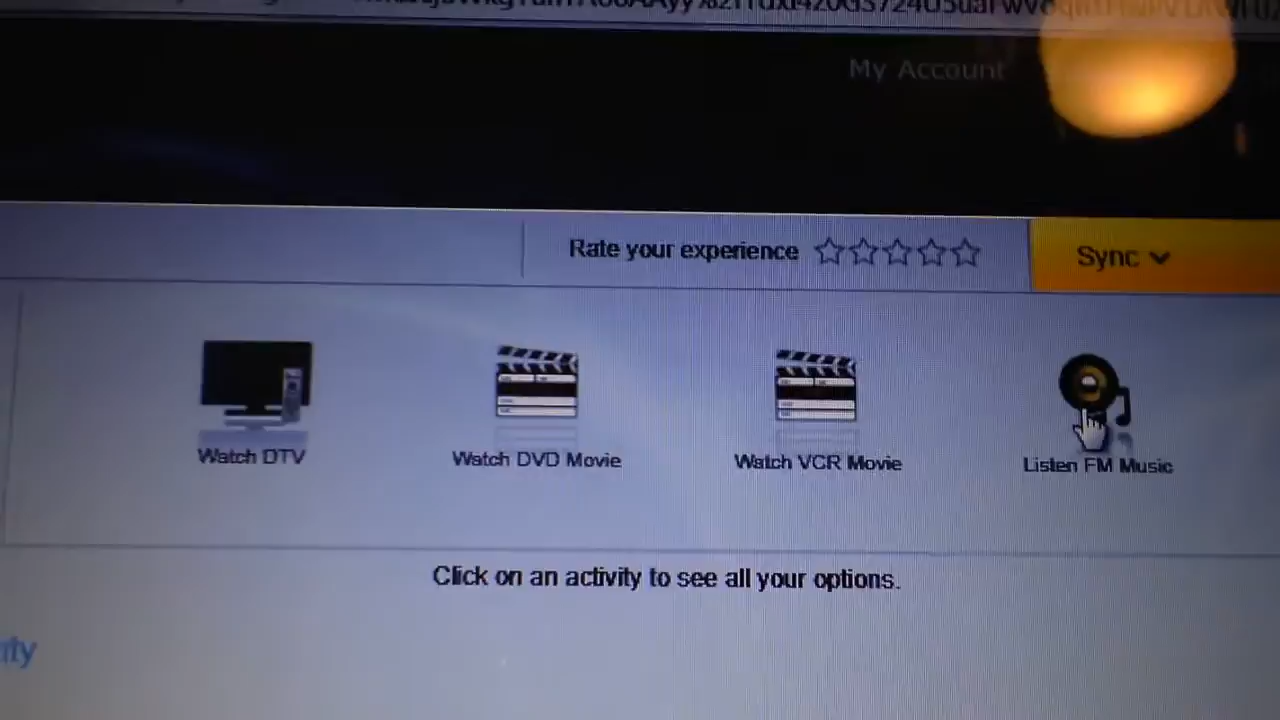 My Account
Rate your experience
Sync
Watch DTV
Watch DVD Movie
Watch VCR Movie
Listen FM Music
Click on an activity to see all your options.